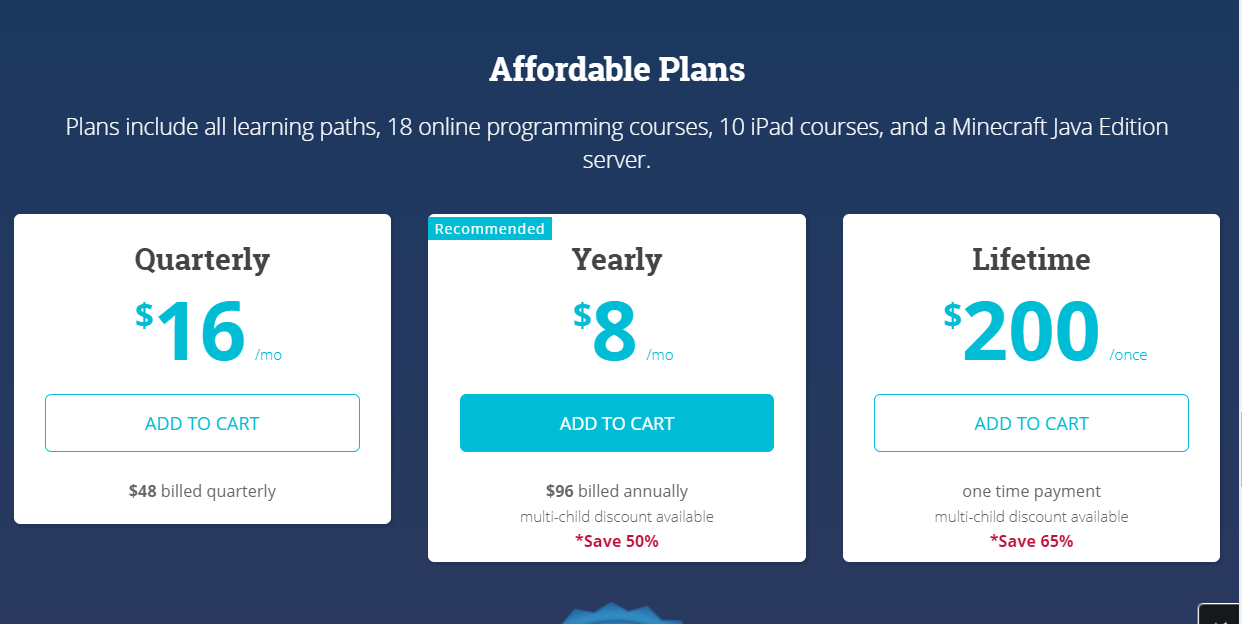 Affordable Plans
Plans include all learning paths, 18 online programming courses, 10 iPad courses, and a Minecraft Java Edition
server.
Quarterly
$16 /mo
ADD TO CART
$48 billed quarterly
Recommended
Yearly
$8 /mo
ADD TO CART
$96 billed annually
multi-child discount available
*Save 50%
Lifetime
$200 /once
ADD TO CART
one time payment
multi-child discount available
*Save 65%